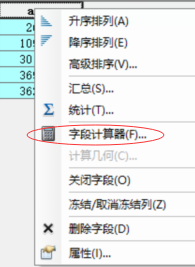 升序排列(A)
降序排列(E)
高级排序(V)...
汇总(S)...
统计(T)...
字段计算器(F)...
计算几何(C)...
关闭字段(O)
冻结/取消冻结列(Z)
删除字段(D)
属性(I)...